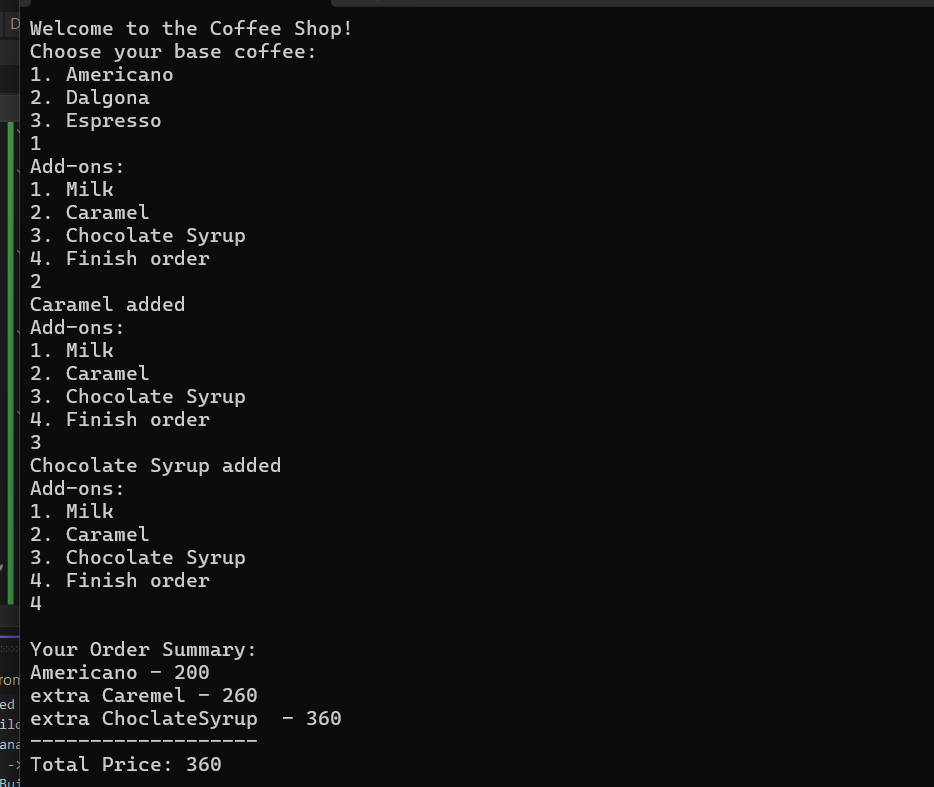 D
Welcome to the Coffee Shop!
Choose your base coffee:
1. Americano
2. Dalgona
3. Espresso
1
Add-ons:
1. Milk
2. Caramel
3. Chocolate Syrup
4. Finish order
2
Caramel added
Add-ons:
1. Milk
2. Caramel
3. Chocolate Syrup
4. Finish order
3
Chocolate Syrup added
Add-ons:
1. Milk
2. Caramel
3. Chocolate Syrup
4. Finish order
4
Your Order Summary:
Americano - 200
extra Caremel - 260
extra ChoclateSyrup  - 360
-------------------
Total Price: 360